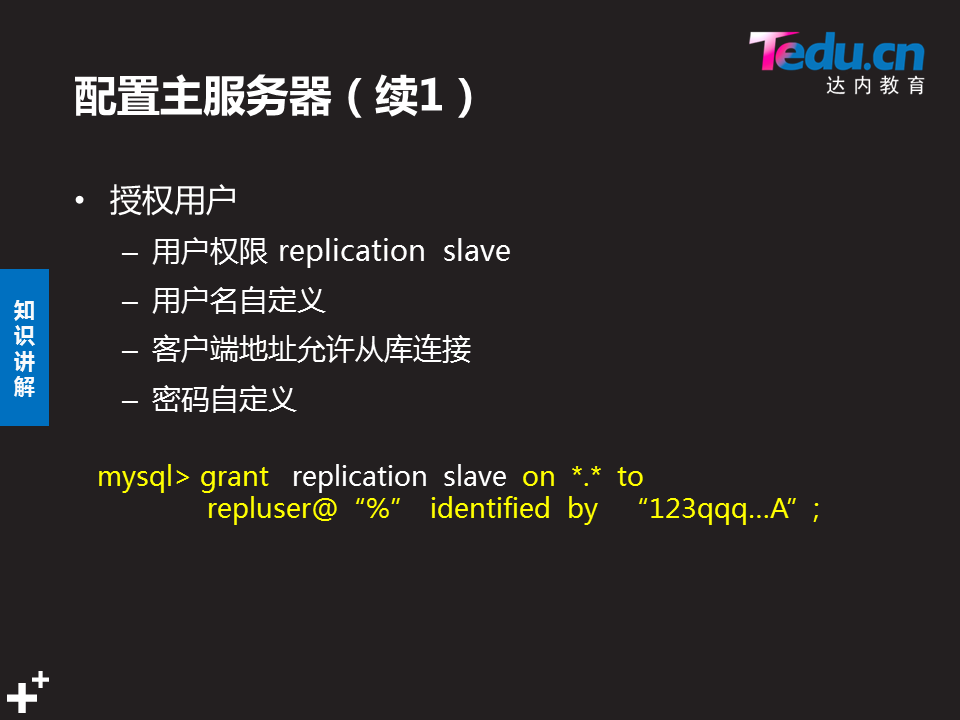 Tedu.cn
达内教育
配置主服务器（续1）
• 授权用户
– 用户权限 replication slave
– 用户名自定义
– 客户端地址允许从库连接
– 密码自定义
知识讲解
mysql> grant replication slave on *.* to
repluser@“%” identified by “123qqq…A”;